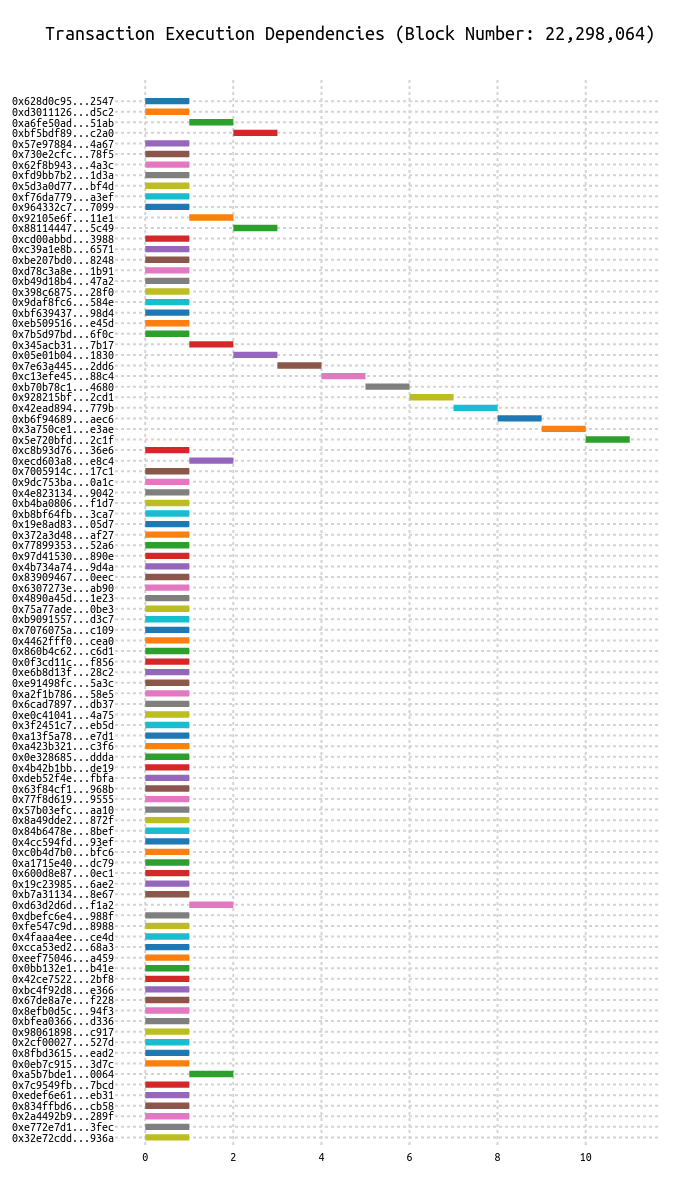 Transaction Execution Dependencies (Block Number: 22,298,064)
0x628d0c95...2547
0xd3011126...d5c2
0xa6fe50ad...51ab
0xbf5bdf89...c2a0
0x57e97884...4a67
0x730e2cfc...78f5
0x62f8b943...4a3c
0xfd9bb7b2...1d3a
0x5d3a0d77...bf4d
0xf76da779...a3ef
0x964332c7...7099
0x92105e6f...11e1
0x88114447...5c49
0xcd00abbd...3988
0xc39a1e8b...6571
0xbe207bd0...8248
0xd78c3a8e...1b91
0xb49d18b4...47a2
0x398c6875...28f0
0x9daf8fc6...584e
0xbf639437...98d4
0xeb509516...e45d
0x7b5d97bd...6f0c
0x345acb31...7b17
0x05e01b04...1830
0x7e63a445...2dd6
0xc13efe45...88c4
0xb70b78c1...4680
0x928215bf...2cd1
0x42ead894...779b
0xb6f94689...aec6
0x3a750ce1...e3ae
0x5e720bfd...2c1f
0xc8b93d76...36e6
0xecd603a8...e8c4
0x7005914c...17c1
0x9dc753ba...0a1c
0x4e823134...9042
0xb4ba0806...f1d7
0xb8bf64fb...3ca7
0x19e8ad83...05d7
0x372a3d48...af27
0x77899353...52a6
0x97d41530...890e
0x4b734a74...9d4a
0x83909467...0eec
0x6307273e...ab90
0x4890a45d...1e23
0x75a77ade...0be3
0xb9091557...d3c7
0x7076075a...c109
0x4462fff0...cea0
0x860b4c62...c6d1
0x0f3cd11c...f856
0xe6b8d13f...28c2
0xe91498fc...5a3c
0xa2f1b786...58e5
0x6cad7897...db37
0xe0c41041...4a75
0x3f2451c7...eb5d
0xa13f5a78...e7d1
0xa423b321...c3f6
0x0e328685...ddda
0x4b42b1bb...de19
0xdeb52f4e...fbfa
0x63f84cf1...968b
0x77f8d619...9555
0x57b03efc...aa10
0x8a49dde2...872f
0x84b6478e...8bef
0x4cc594fd...93ef
0xc0b4d7b0...bfc6
0xa1715e40...dc79
0x600d8e87...0ec1
0x19c23985...6ae2
0xb7a31134...8e67
0xd63d2d6d...f1a2
0xdbefc6e4...988f
0xfe547c9d...8988
0x4faaa4ee...ce4d
0xcca53ed2...68a3
0xeef75046...a459
0x0bb132e1...b41e
0x42ce7522...2bf8
0xbc4f92d8...e366
0x67de8a7e...f228
0x8efb0d5c...94f3
0xbfea0366...d336
0x98061898...c917
0x2cf00027...527d
0x8fbd3615...ead2
0x0eb7c915...3d7c
0xa5b7bde1...0064
0x7c9549fb...7bcd
0xedef6e61...eb31
0x834ffbd6...cb58
0x2a4492b9...289f
0xe772e7d1...3fec
0x32e72cdd...936a
0 2 4 6 8 10